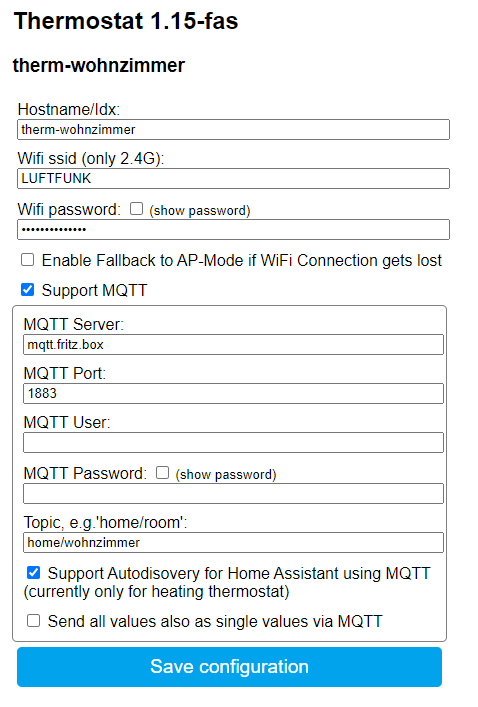 Thermostat 1.15-fas
therm-wohnzimmer
Hostname/Idx:
therm-wohnzimmer
Wifi ssid (only 2.4G):
LUFTFUNK
Wifi password: (show password)
••••••••••••••
Enable Fallback to AP-Mode if WiFi Connection gets lost
Support MQTT
MQTT Server:
mqtt.fritz.box
MQTT Port:
1883
MQTT User:
MQTT Password: (show password)
Topic, e.g.'home/room':
home/wohnzimmer
Support Autodisovery for Home Assistant using MQTT
(currently only for heating thermostat)
Send all values also as single values via MQTT
Save configuration